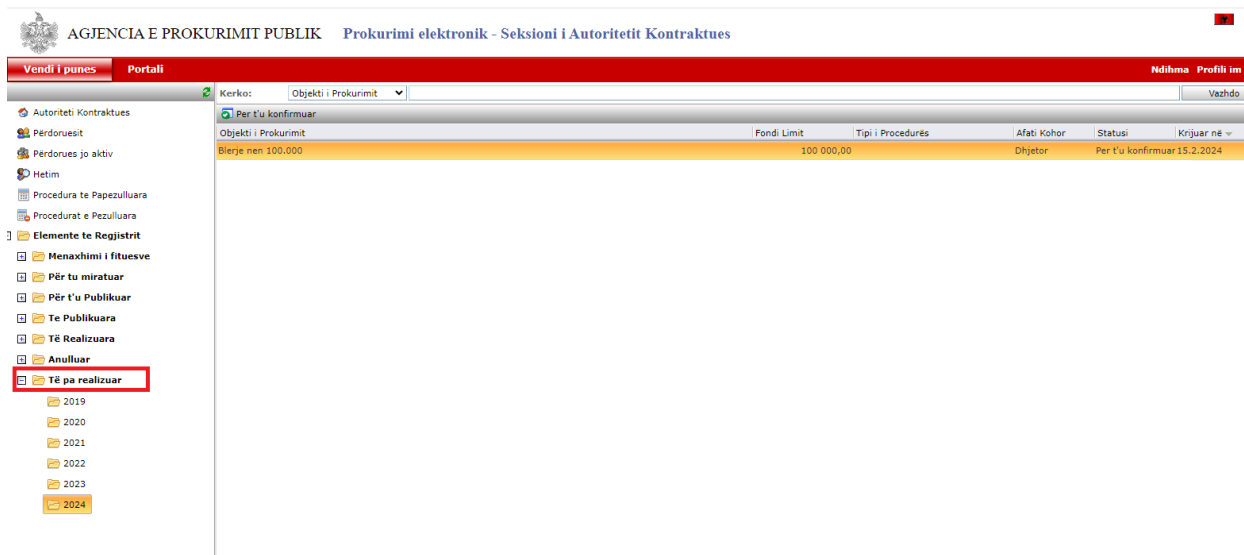 AGJENCIA E PROKURIMIT PUBLIK Prokurimi elektronik - Seksioni i Autoritetit Kontraktues
Vendi i punes Portali Ndihma Profili im
Kerko: Objekti i Prokurimit Vazhdo
Autoriteti Kontraktues
Përdoruesit
Përdorues jo aktiv
Hetim
Procedura te Papezulluara
Procedurat e Pezulluara
Elemente te Regjistrit
Menaxhimi i fituesve
Për tu miratuar
Për t'u Publikuar
Te Publikuara
Të Realizuara
Anulluar
Të pa realizuar
2019
2020
2021
2022
2023
2024
Per t'u konfirmuar
Objekti i Prokurimit Fondi Limit Tipi i Procedurës Afati Kohor Statusi Krijuar në
Blerje nen 100.000 100 000,00 Dhjetor Per t'u konfirmuar 15.2.2024